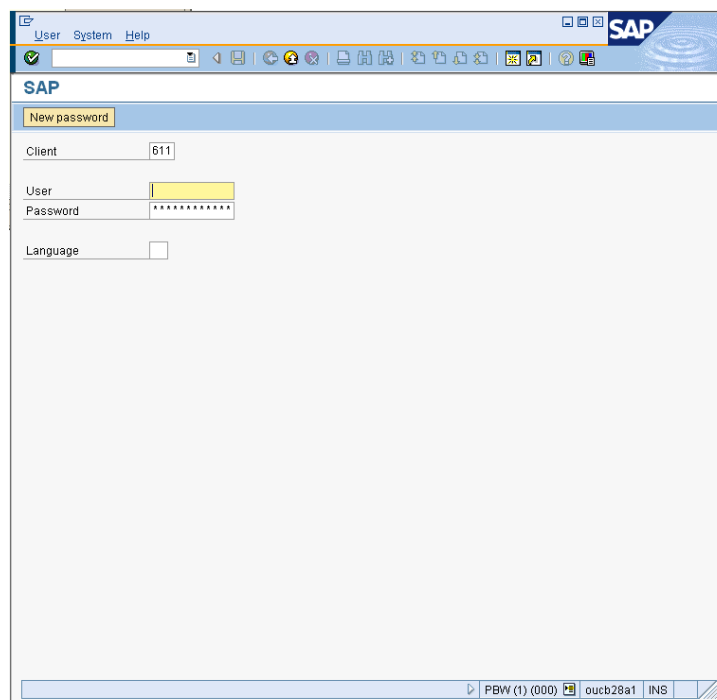 User System Help
SAP
SAP
New password
Client 611
User
Password ************
Language
PBW (1) (000) oucb28a1 INS